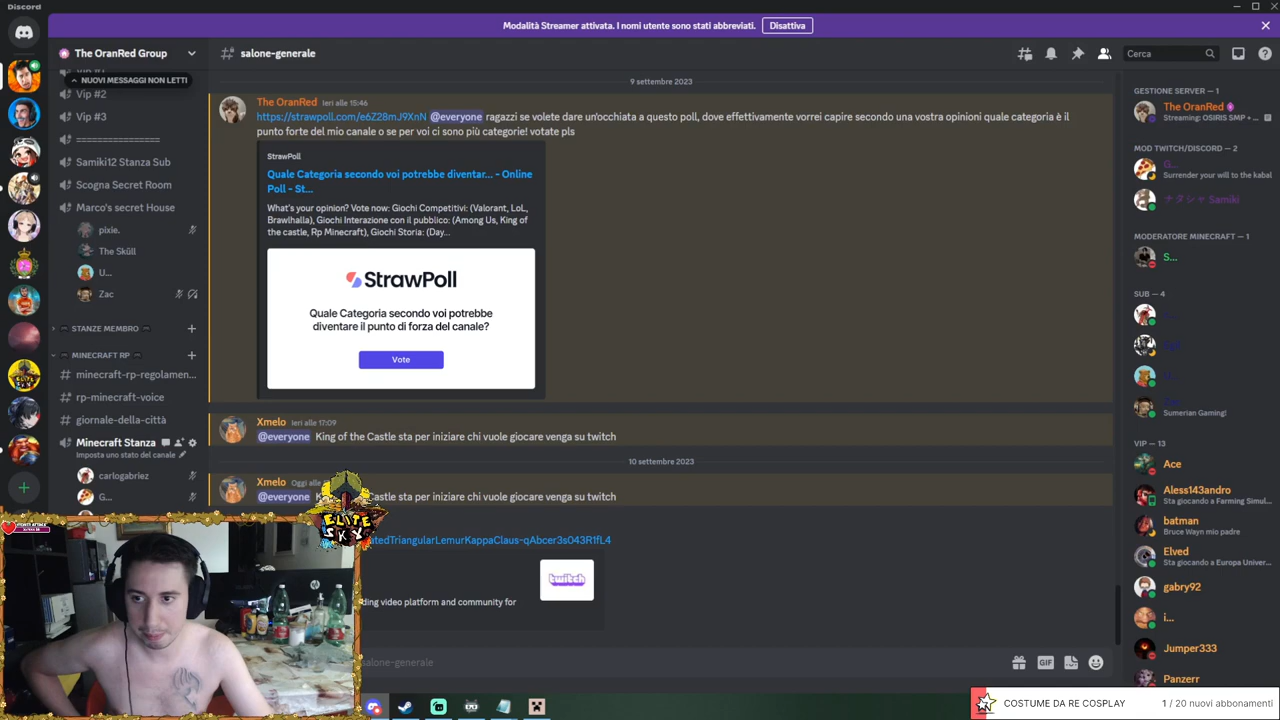 Discord
Modalità Streamer attivata. I nomi utente sono stati abbreviati.
Disattiva
The OranRed Group
NUOVI MESSAGGI NON LETTI
Vip #2
Vip #3
================
Samiki12 Stanza Sub
Scogna Secret Room
Marco's secret House
pixie.
The Sküll
U...
Zac
STANZE MEMBRO
MINECRAFT RP
minecraft-rp-regolamen...
rp-minecraft-voice
giornale-della-città
Minecraft Stanza
Imposta uno stato del canale
carlogabriez
G...
salone-generale
Cerca
9 settembre 2023
The OranRed Ieri alle 15:46
https://strawpoll.com/e6Z28mJ9XnN @everyone ragazzi se volete dare un'occhiata a questo poll, dove effettivamente vorrei capire secondo una vostra opinioni quale categoria è il
punto forte del mio canale o se per voi ci sono più categorie! votate pls
StrawPoll
Quale Categoria secondo voi potrebbe diventar... - Online
Poll - St...
What's your opinion? Vote now: Giochi Competitivi: (Valorant, LoL,
Brawlhalla), Giochi Interazione con il pubblico: (Among Us, King of
the castle, Rp Minecraft), Giochi Storia: (Day...
StrawPoll
Quale Categoria secondo voi potrebbe
diventare il punto di forza del canale?
Vote
Xmelo Ieri alle 17:09
@everyone King of the Castle sta per iniziare chi vuole giocare venga su twitch
10 settembre 2023
Xmelo Oggi alle
@everyone K Castle sta per iniziare chi vuole giocare venga su twitch
atedTriangularLemurKappaClaus-qAbcer3s043R1fL4
twitch
ding video platform and community for
salone-generale
GIF
ELITE
SKY
GESTIONE SERVER — 1
The OranRed
Streaming: OSIRIS SMP + ...
MOD TWITCH/DISCORD — 2
G...
Surrender your will to the kabal
ナタシャ Samiki
MODERATORE MINECRAFT — 1
S...
SUB — 4
Sumerian Gaming!
VIP — 13
Ace
Aless143andro
Sta giocando a Farming Simul...
batman
Bruce Wayn mio padre
Elved
Sta giocando a Europa Univer...
gabry92
i...
Jumper333
Panzerr
COSTUME DA RE COSPLAY
1 / 20 nuovi abbonamenti